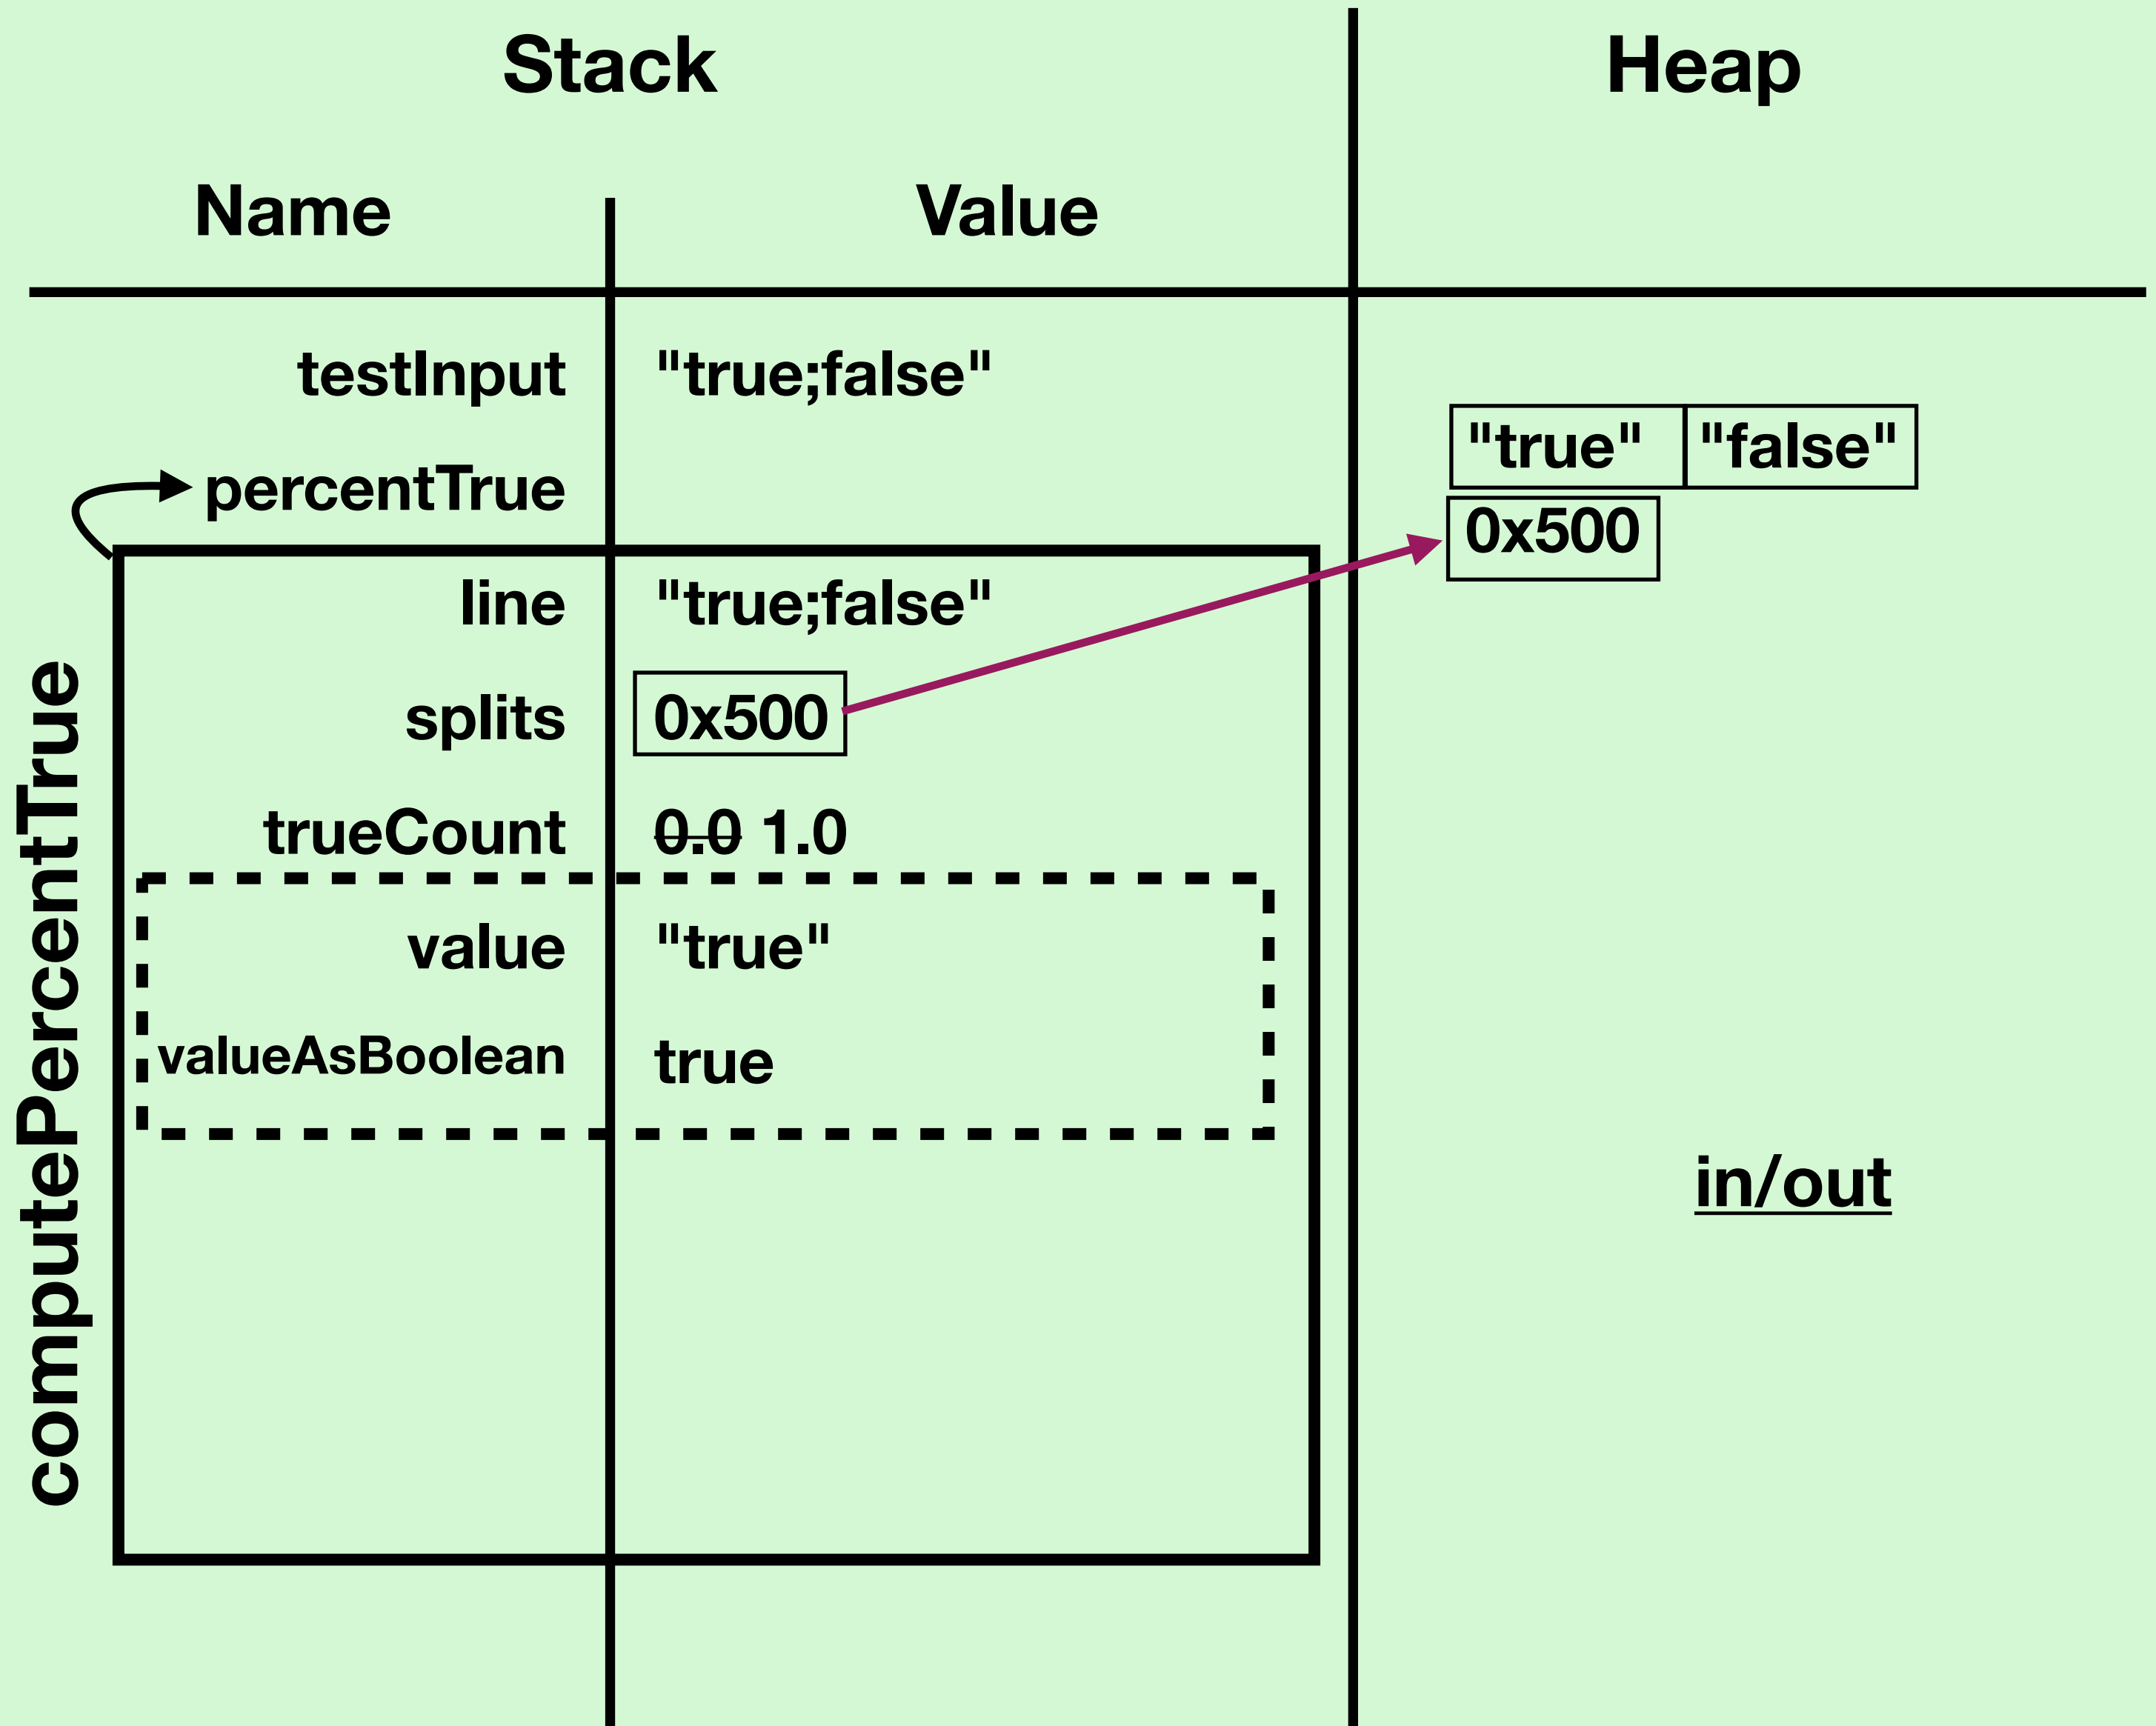 Stack
Heap
Name
Value
testInput
"true;false"
"true" "false"
percentTrue
0x500
line
"true;false"
splits
0x500
trueCount
0.0 1.0
value
"true"
valueAsBoolean
true
in/out
computePercentTrue